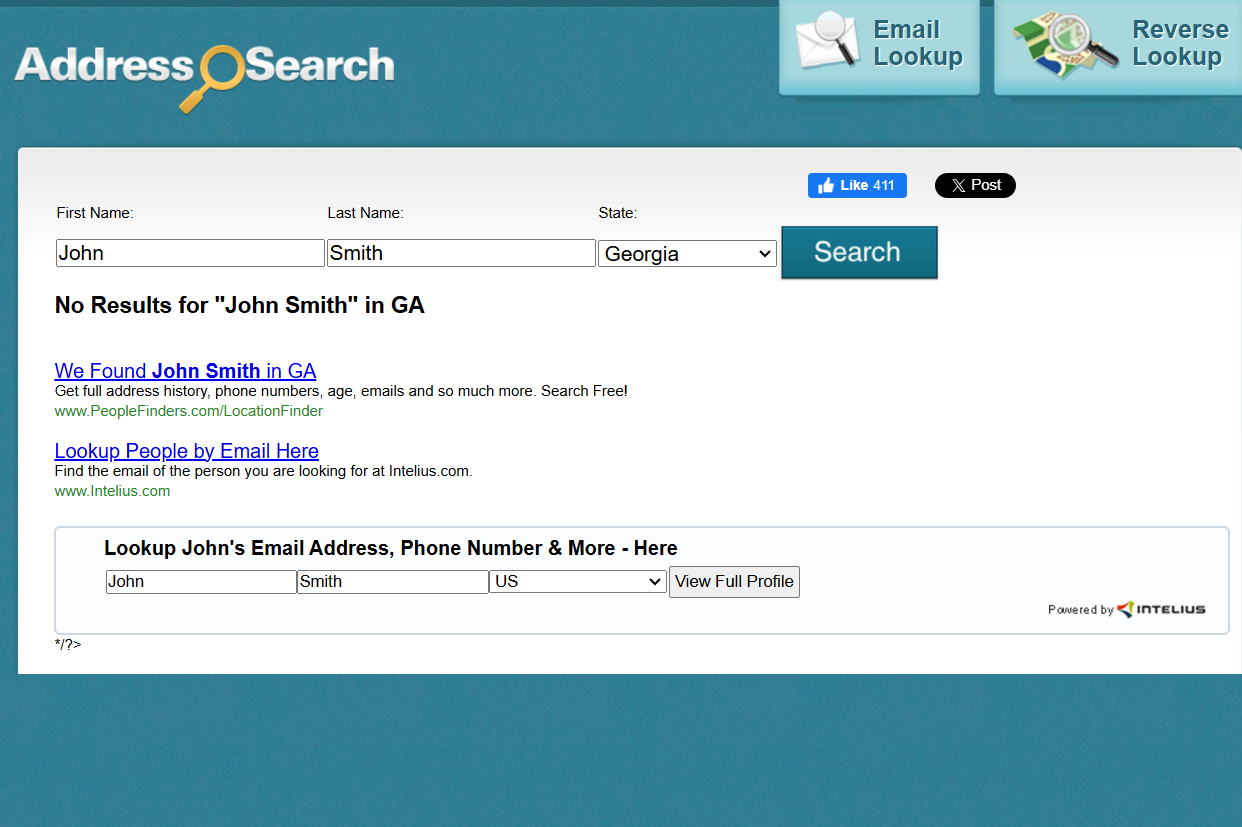 Address Search
Email
Lookup
Reverse
Lookup
Like 411
Post
First Name:
Last Name:
State:
John
Smith
Georgia
Search
No Results for "John Smith" in GA
We Found John Smith in GA
Get full address history, phone numbers, age, emails and so much more. Search Free!
www.PeopleFinders.com/LocationFinder
Lookup People by Email Here
Find the email of the person you are looking for at Intelius.com.
www.Intelius.com
Lookup John's Email Address, Phone Number & More - Here
John
Smith
US
View Full Profile
Powered by INTELIUS
*/?>